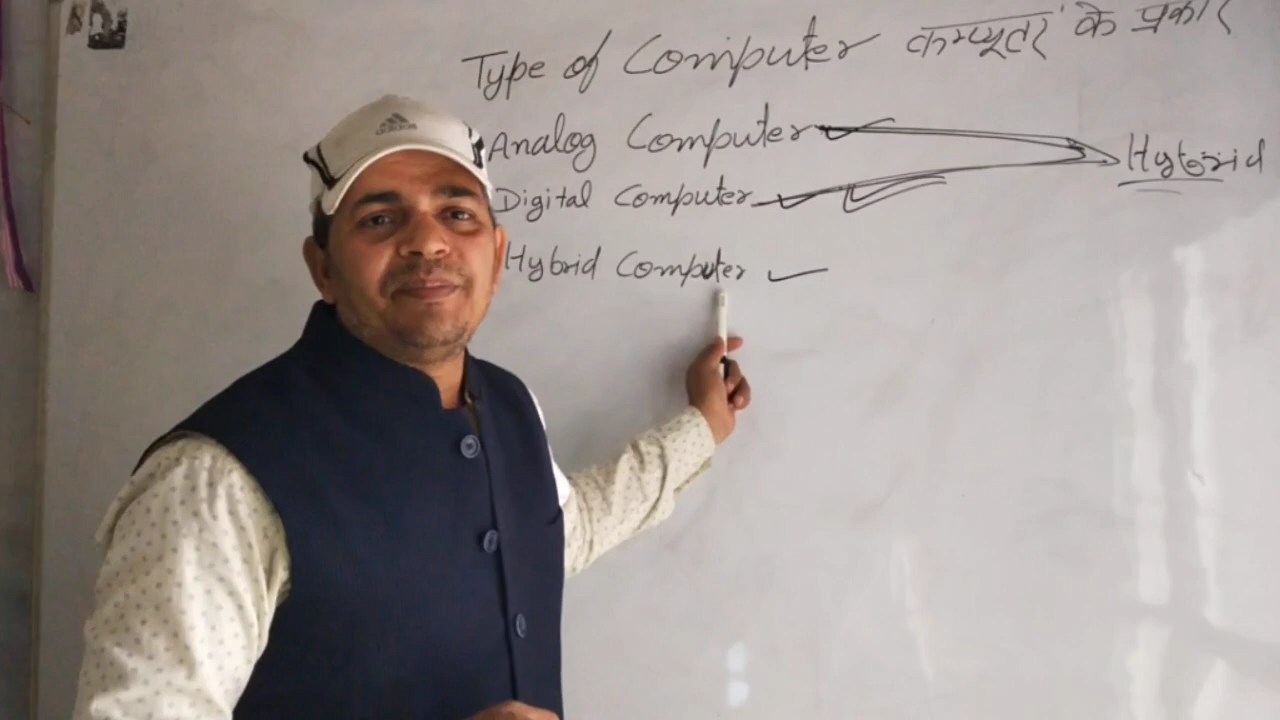 Type of Computer कम्प्यूटर के प्रकार
Analog Computer
Hybrid
Digital Computer
Hybrid Computer
adidas